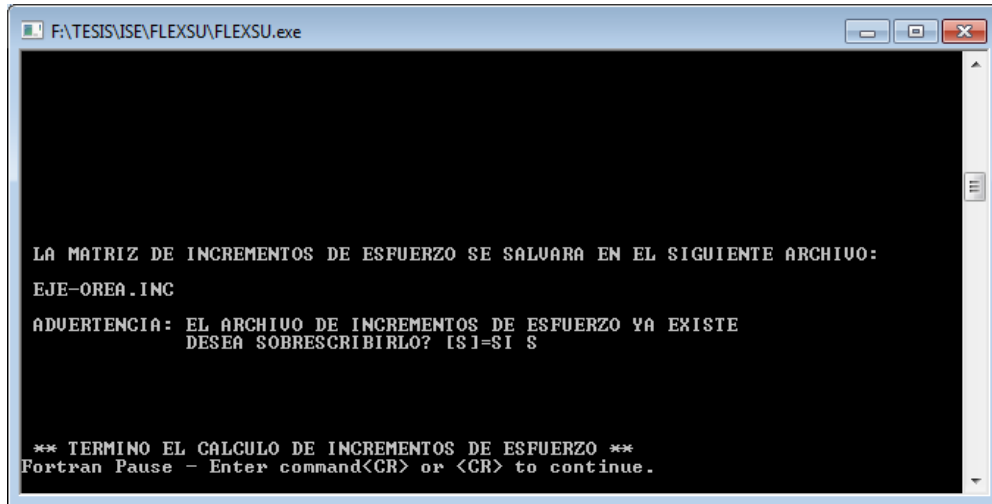 F:\TESIS\ISE\FLEXSU\FLEXSU.exe
LA MATRIZ DE INCREMENTOS DE ESFUERZO SE SALVARA EN EL SIGUIENTE ARCHIVO:
EJE-OREA.INC
ADVERTENCIA: EL ARCHIVO DE INCREMENTOS DE ESFUERZO YA EXISTE
DESEA SOBRESCRIBIRLO? [S]=SI S
** TERMINO EL CALCULO DE INCREMENTOS DE ESFUERZO **
Fortran Pause - Enter command<CR> or <CR> to continue.